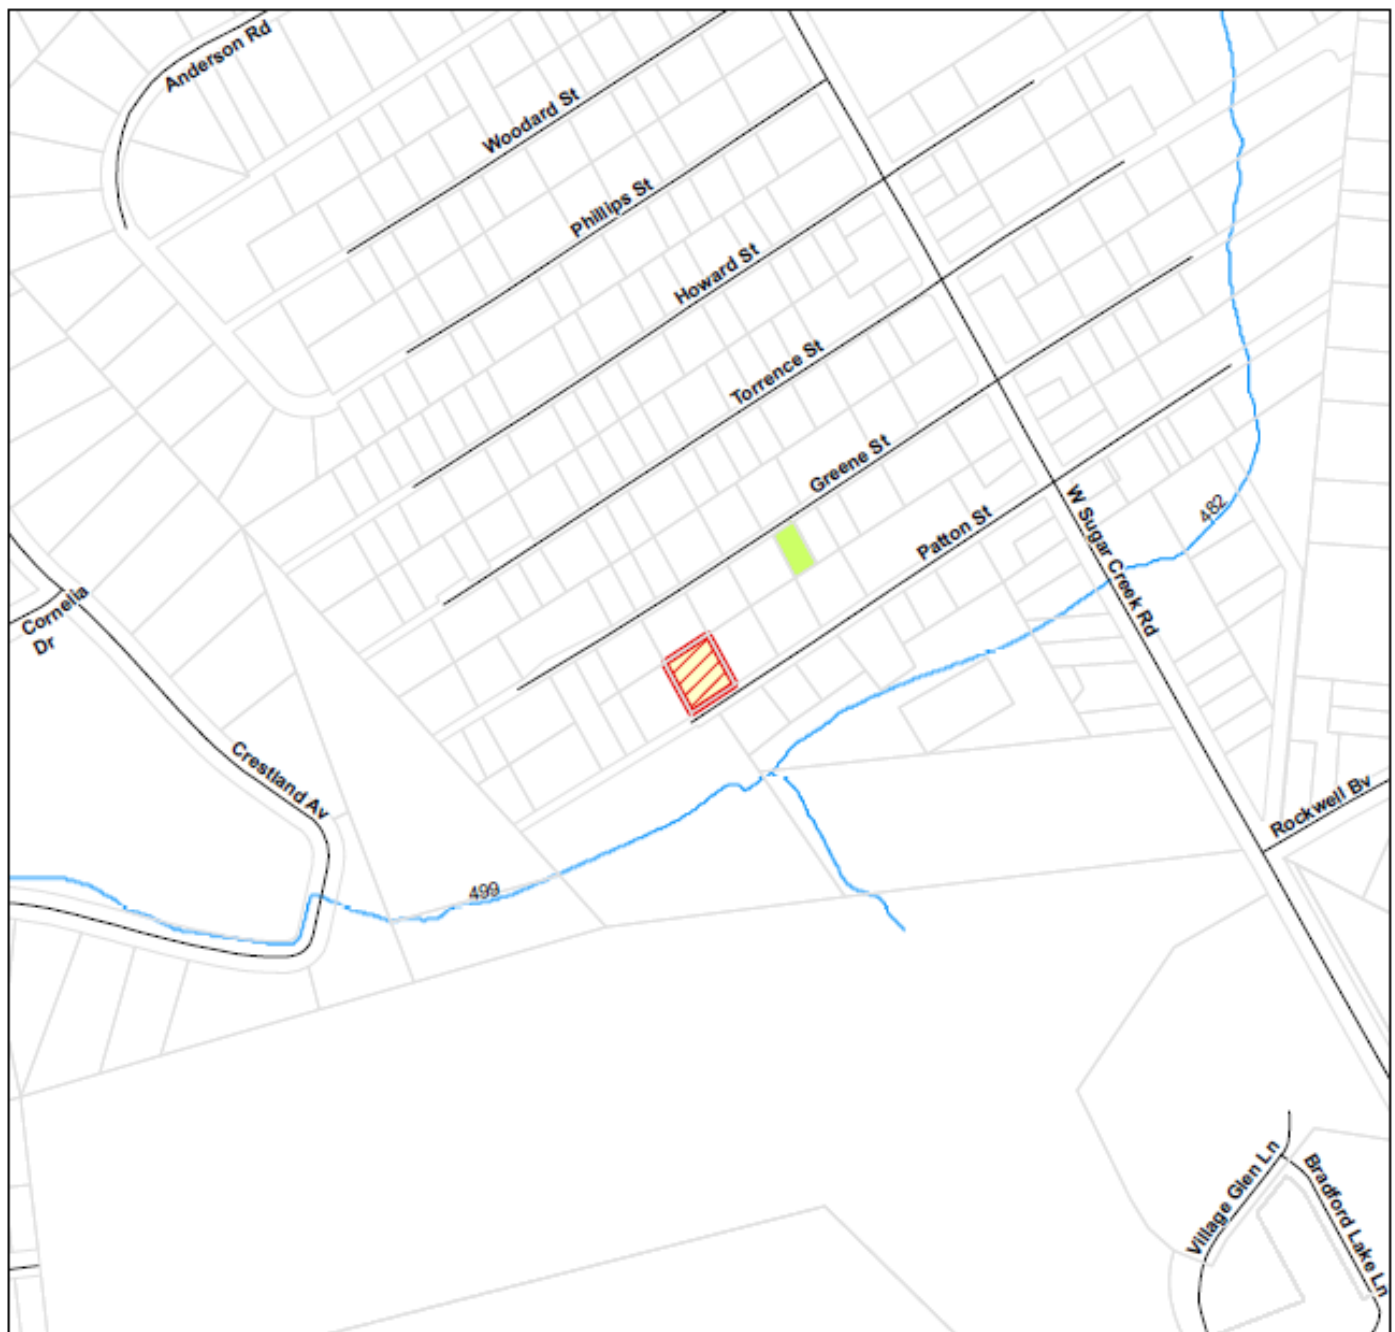 Anderson Rd
Woodard St
Phillips St
Howard St
Torrence St
Greene St
Patton St
W Sugar Creek Rd
482
Cornelia
Dr
Crestland Av
499
Rockwell Bv
Village Glen Ln
Bradford Lake Ln